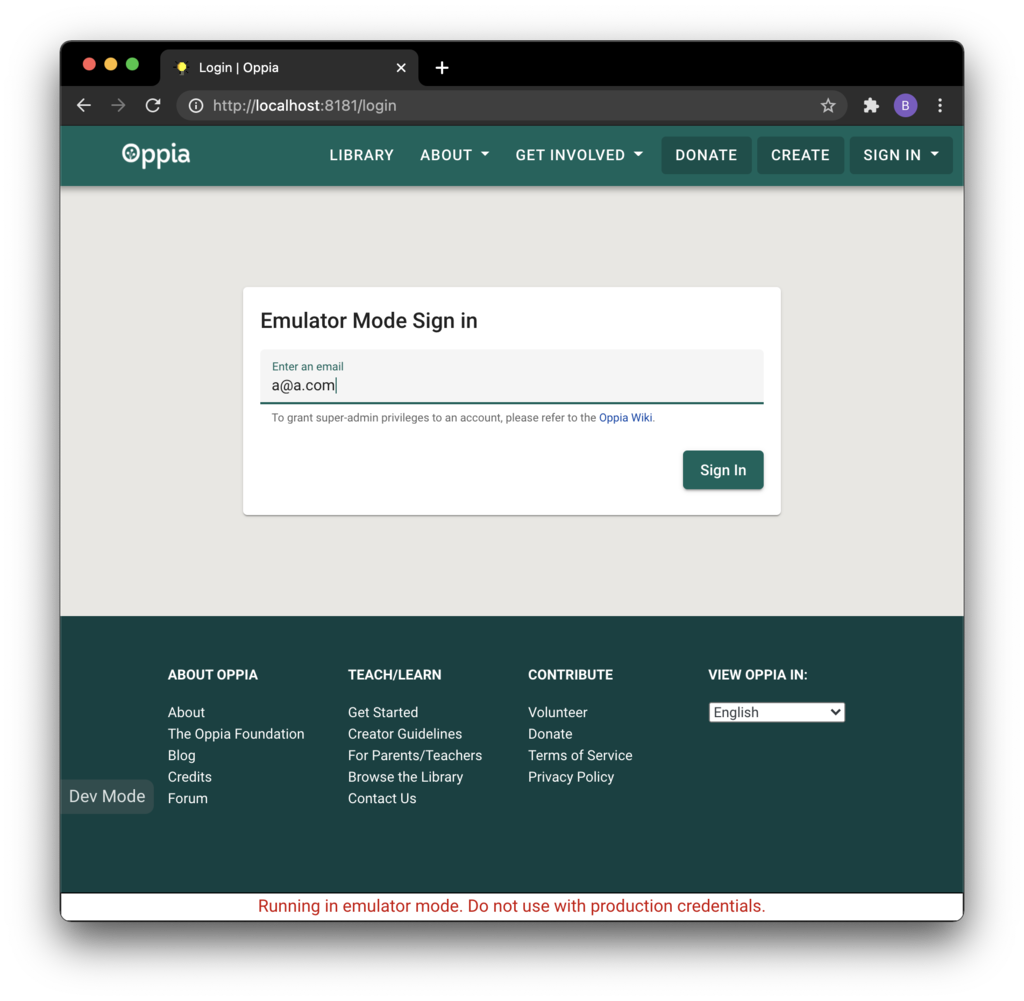 Login | Oppia
http://localhost:8181/login
B
Oppia
LIBRARY ABOUT GET INVOLVED DONATE CREATE SIGN IN
Emulator Mode Sign in
Enter an email
a@a.com
To grant super-admin privileges to an account, please refer to the Oppia Wiki.
Sign In
ABOUT OPPIA
About
The Oppia Foundation
Blog
Credits
Forum
TEACH/LEARN
Get Started
Creator Guidelines
For Parents/Teachers
Browse the Library
Contact Us
CONTRIBUTE
Volunteer
Donate
Terms of Service
Privacy Policy
VIEW OPPIA IN:
English
Dev Mode
Running in emulator mode. Do not use with production credentials.